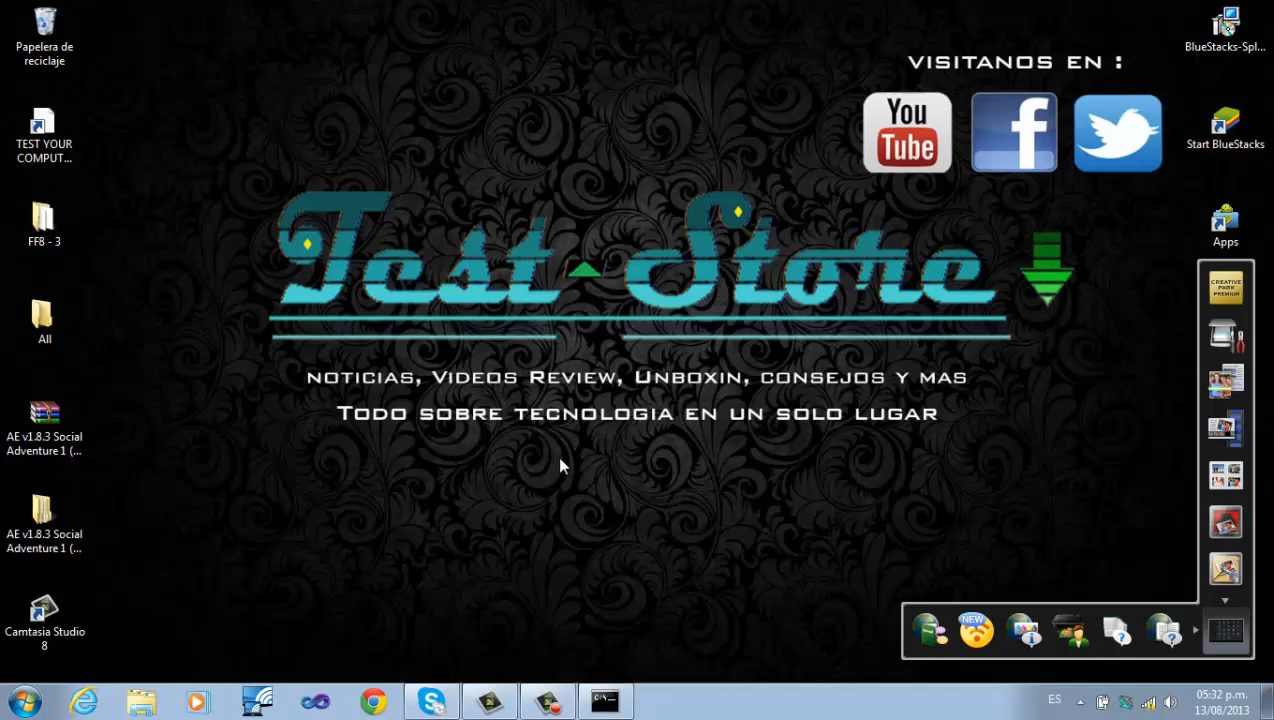 Papelera de
reciclaje
TEST YOUR
COMPUT...
FF8 - 3
All
AE v1.8.3 Social
Adventure 1 (...
AE v1.8.3 Social
Adventure 1 (...
Camtasia Studio
8
VISITANOS EN :
You
Tube
f
Test Store
NOTICIAS, VIDEOS REVIEW, UNBOXIN, CONSEJOS Y MAS
TODO SOBRE TECNOLOGIA EN UN SOLO LUGAR
BlueStacks-Spl...
Start BlueStacks
Apps
CREATIVE
PARK
PREMIUM
NEW
C:\_
ES
05:32 p.m.
13/08/2013